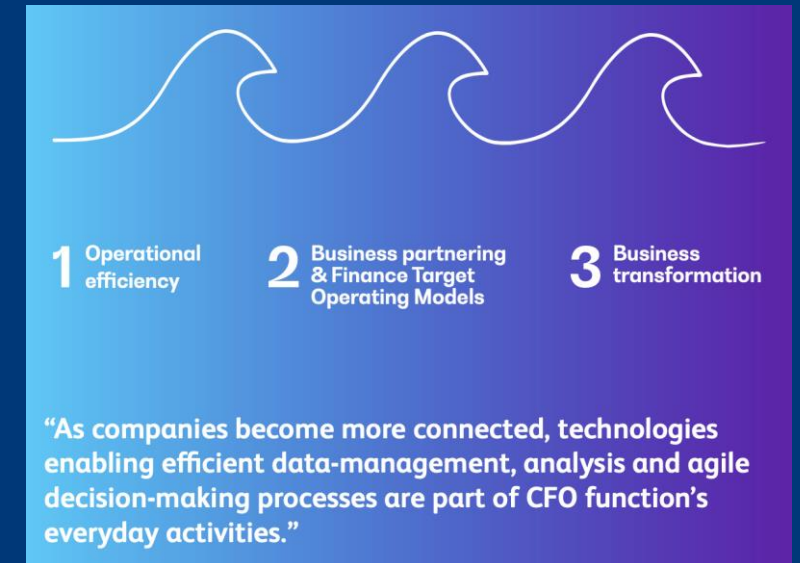 1 Operational
efficiency
2 Business partnering
& Finance Target
Operating Models
3 Business
transformation
“As companies become more connected, technologies
enabling efficient data-management, analysis and agile
decision-making processes are part of CFO function’s
everyday activities.”